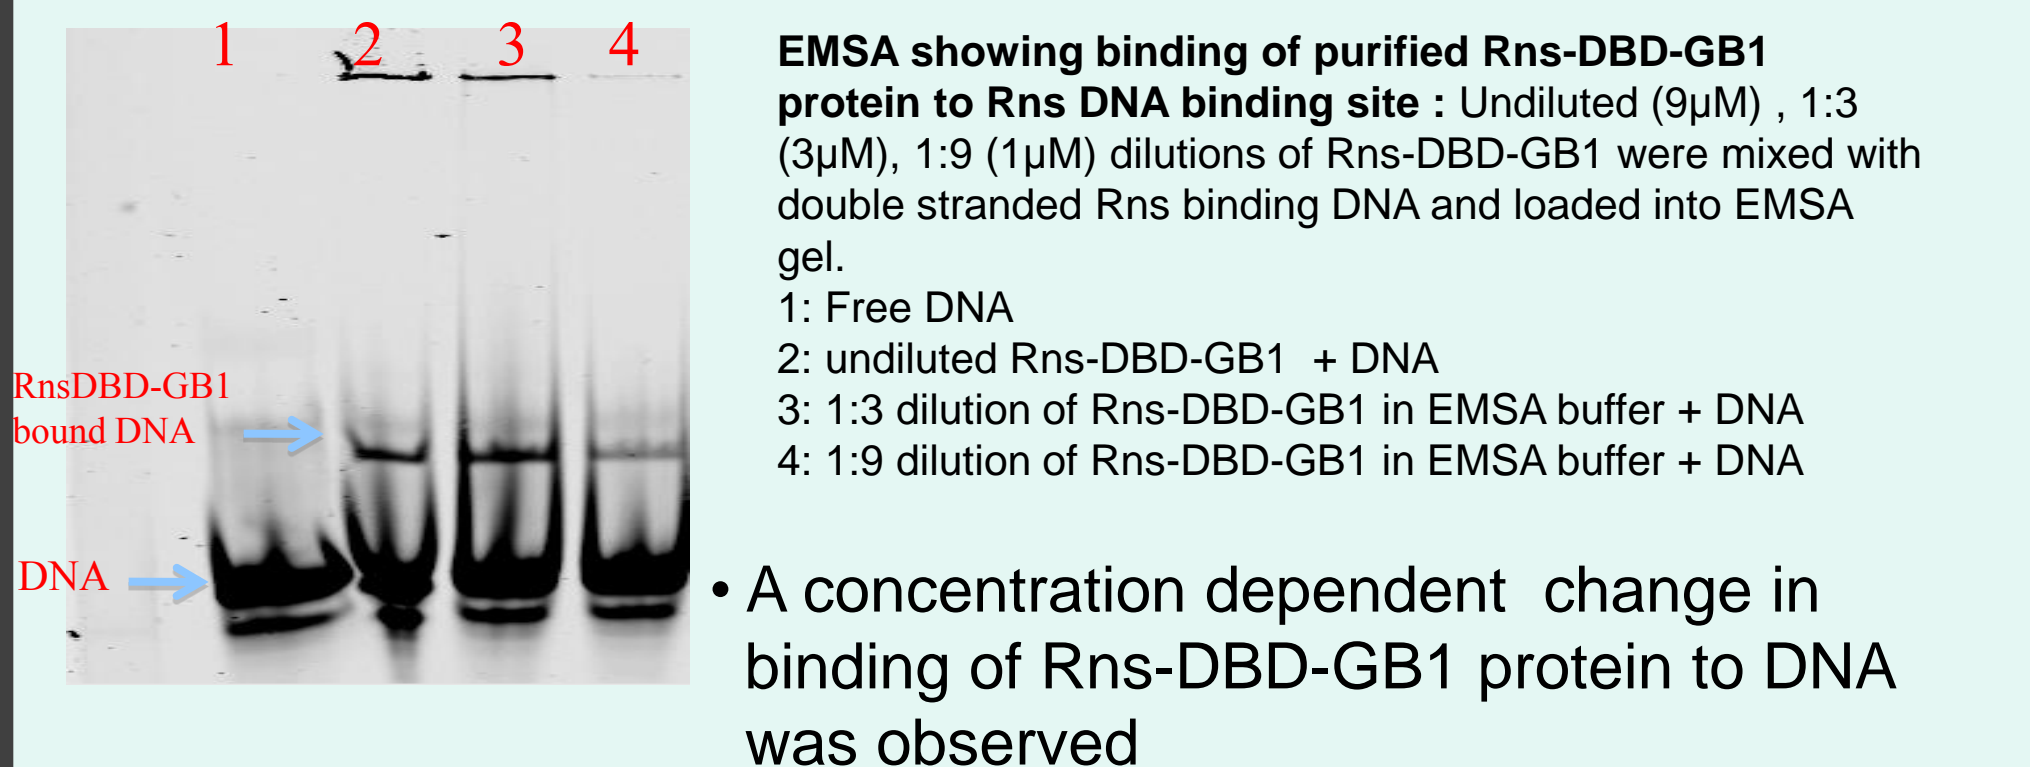 1 2 3 4
RnsDBD-GB1
bound DNA
DNA
EMSA showing binding of purified Rns-DBD-GB1
protein to Rns DNA binding site : Undiluted (9µM) , 1:3
(3µM), 1:9 (1µM) dilutions of Rns-DBD-GB1 were mixed with
double stranded Rns binding DNA and loaded into EMSA
gel.
1: Free DNA
2: undiluted Rns-DBD-GB1 + DNA
3: 1:3 dilution of Rns-DBD-GB1 in EMSA buffer + DNA
4: 1:9 dilution of Rns-DBD-GB1 in EMSA buffer + DNA
• A concentration dependent change in
binding of Rns-DBD-GB1 protein to DNA
was observed